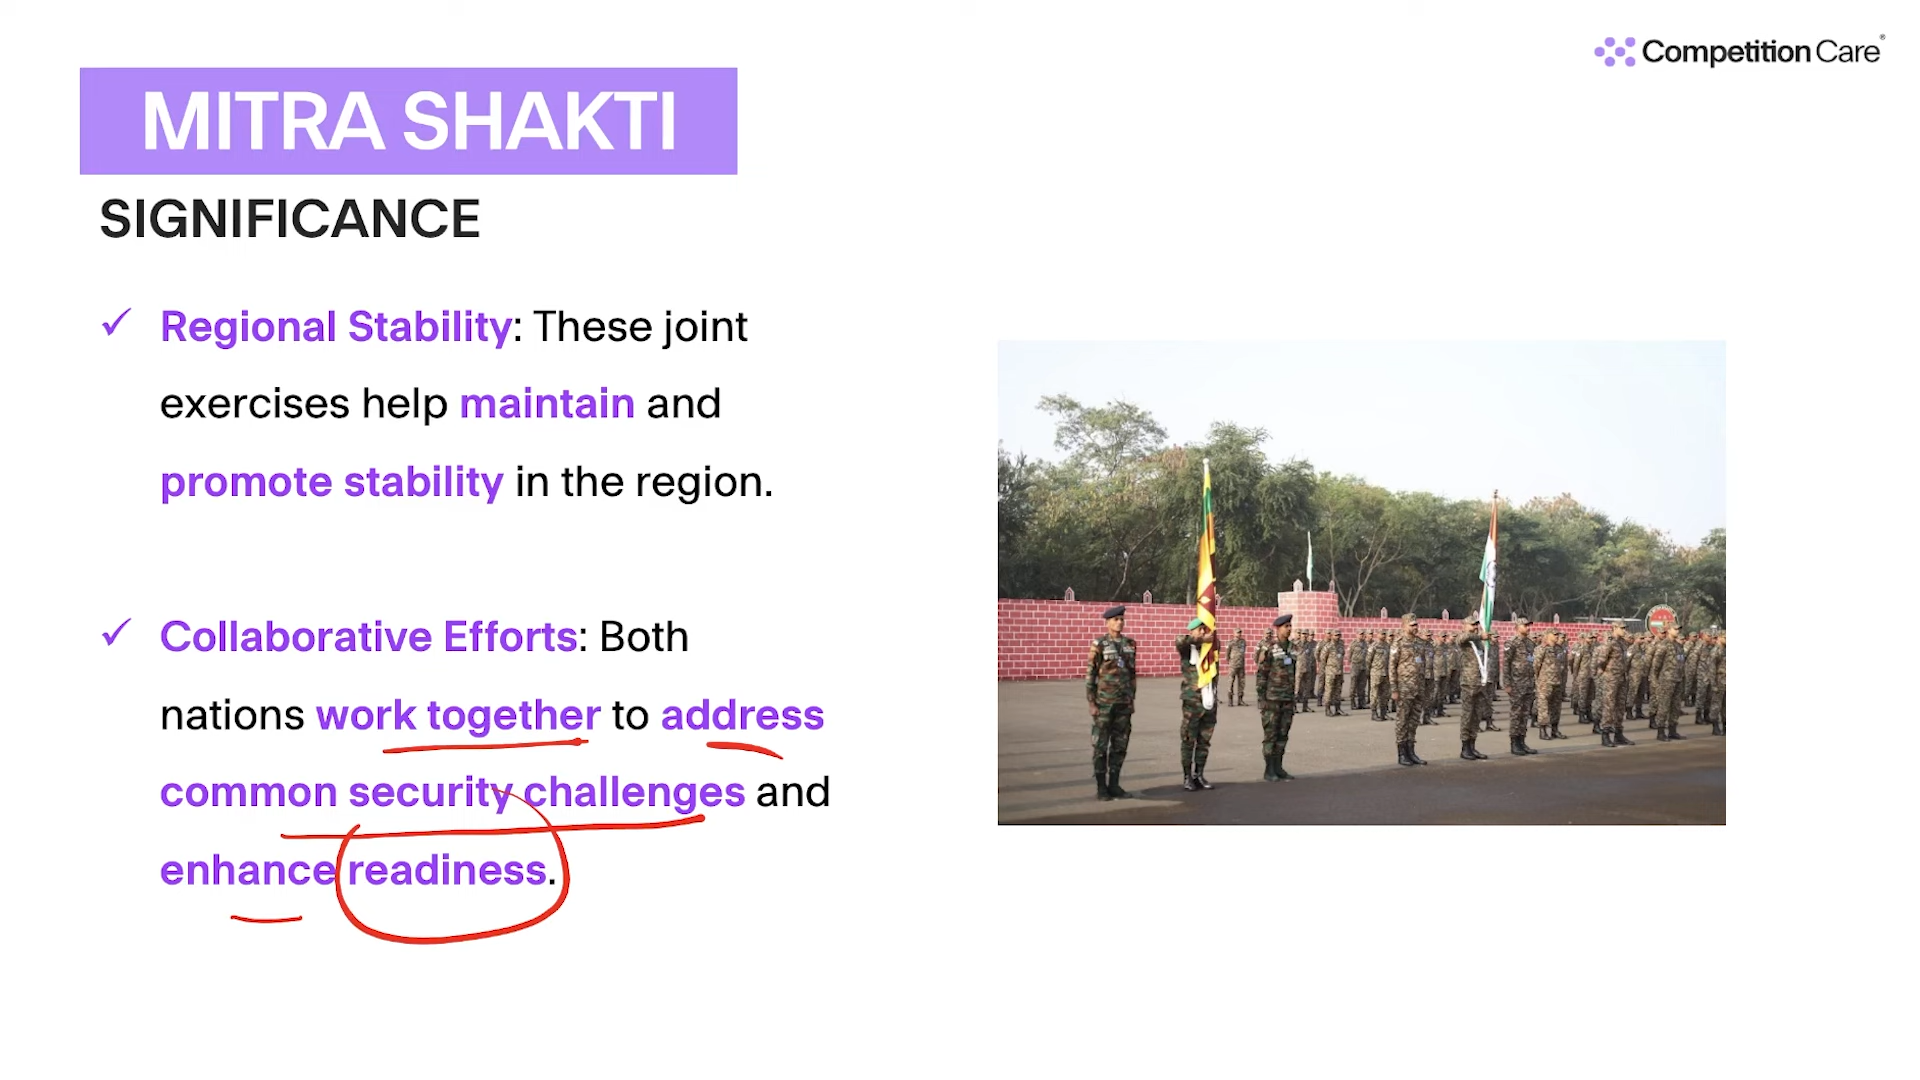 Competition Care
MITRA SHAKTI
SIGNIFICANCE
✓ Regional Stability: These joint
exercises help maintain and
promote stability in the region.
✓ Collaborative Efforts: Both
nations work together to address
common security challenges and
enhance readiness.